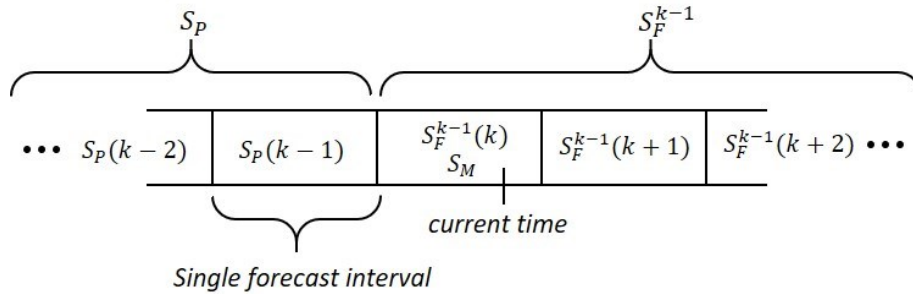 S_P S_F^{k-1}
••• S_P(k − 2) S_P(k − 1) S_F^{k-1}(k) S_F^{k-1}(k + 1) S_F^{k-1}(k + 2) •••
S_M
current time
Single forecast interval